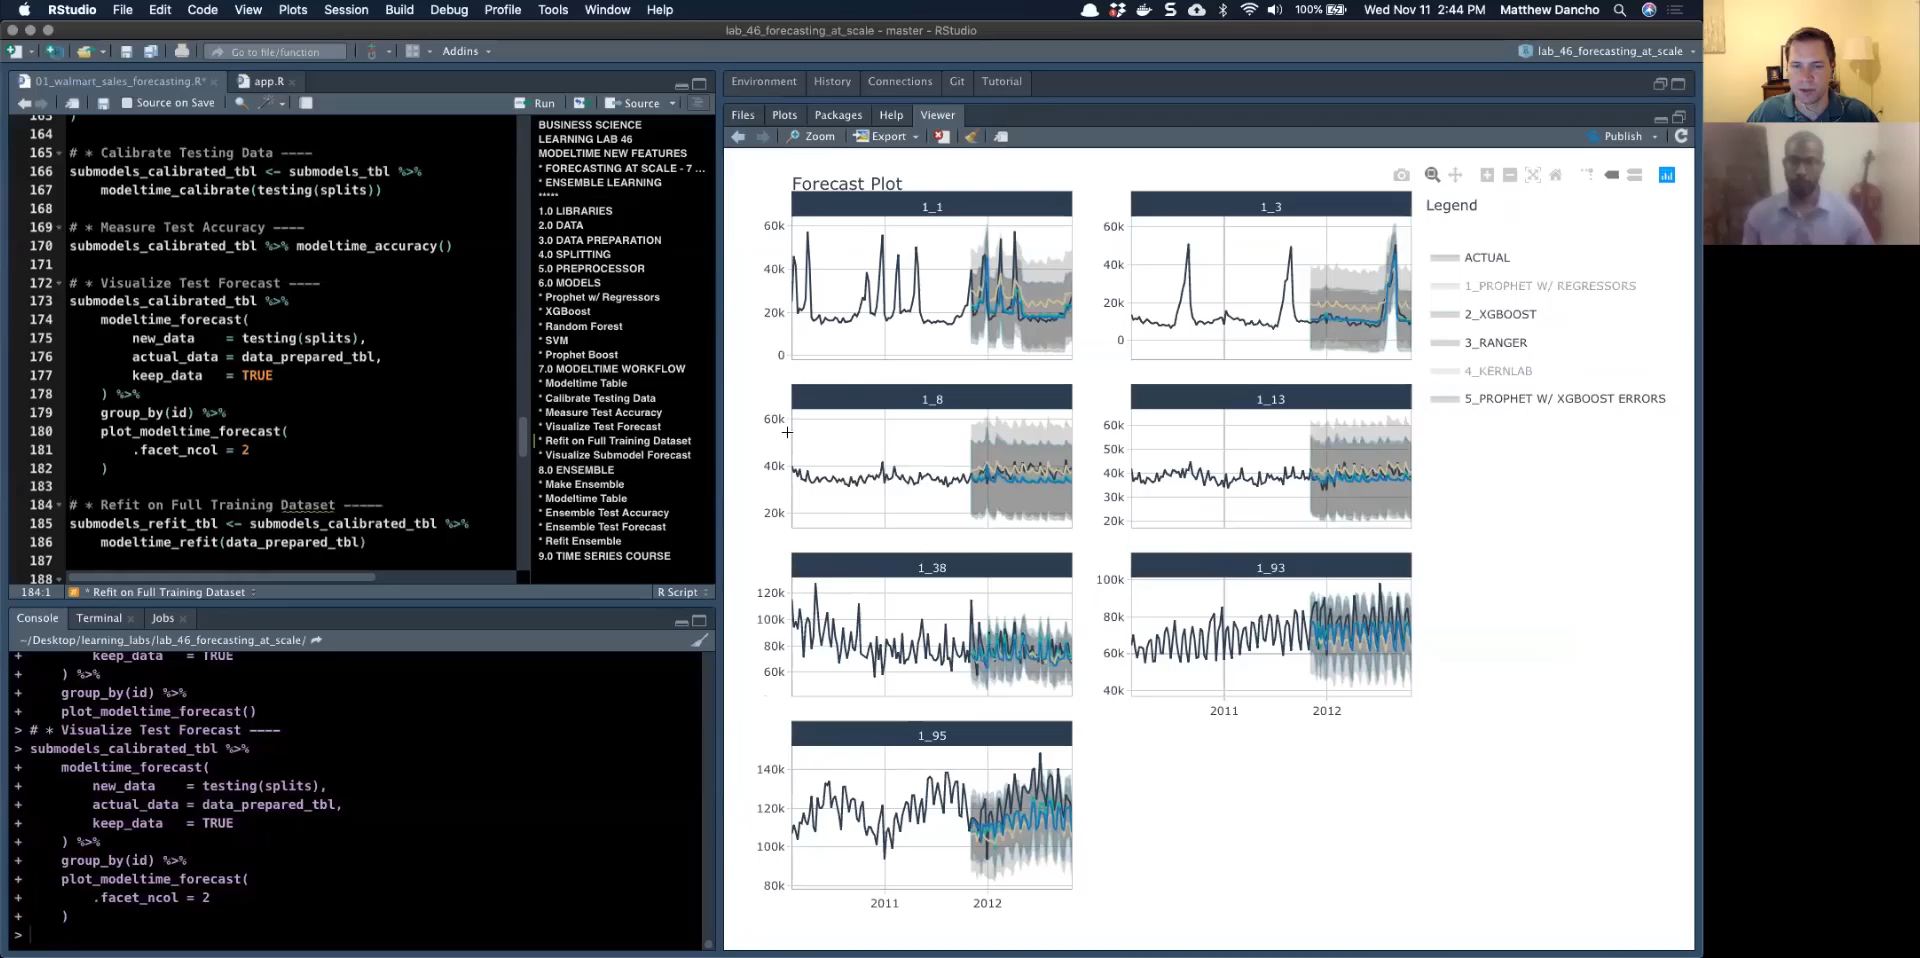 RStudio File Edit Code View Plots Session Build Debug Profile Tools Window Help
100% Wed Nov 11 2:44 PM Matthew Dancho
lab_46_forecasting_at_scale - master - RStudio
Go to file/function Addins lab_46_forecasting_at_scale
01_walmart_sales_forecasting.R* app.R
Source on Save Run Source
164
165 # * Calibrate Testing Data ----
166 submodels_calibrated_tbl <- submodels_tbl %>%
167 modeltime_calibrate(testing(splits))
168
169 # * Measure Test Accuracy ----
170 submodels_calibrated_tbl %>% modeltime_accuracy()
171
172 # * Visualize Test Forecast ----
173 submodels_calibrated_tbl %>%
174 modeltime_forecast(
175 new_data = testing(splits),
176 actual_data = data_prepared_tbl,
177 keep_data = TRUE
178 ) %>%
179 group_by(id) %>%
180 plot_modeltime_forecast(
181 .facet_ncol = 2
182 )
183
184 # * Refit on Full Training Dataset -----
185 submodels_refit_tbl <- submodels_calibrated_tbl %>%
186 modeltime_refit(data_prepared_tbl)
187
188
184:1 * Refit on Full Training Dataset R Script
BUSINESS SCIENCE
LEARNING LAB 46
MODELTIME NEW FEATURES
* FORECASTING AT SCALE - 7 ...
* ENSEMBLE LEARNING
*****
1.0 LIBRARIES
2.0 DATA
3.0 DATA PREPARATION
4.0 SPLITTING
5.0 PREPROCESSOR
6.0 MODELS
* Prophet w/ Regressors
* XGBoost
* Random Forest
* SVM
* Prophet Boost
7.0 MODELTIME WORKFLOW
* Modeltime Table
* Calibrate Testing Data
* Measure Test Accuracy
* Visualize Test Forecast
* Refit on Full Training Dataset
* Visualize Submodel Forecast
8.0 ENSEMBLE
* Make Ensemble
* Modeltime Table
* Ensemble Test Accuracy
* Ensemble Test Forecast
* Refit Ensemble
9.0 TIME SERIES COURSE
Console Terminal Jobs
~/Desktop/learning_labs/lab_46_forecasting_at_scale/
+ keep_data = TRUE
+ ) %>%
+ group_by(id) %>%
+ plot_modeltime_forecast()
> # * Visualize Test Forecast ----
> submodels_calibrated_tbl %>%
+ modeltime_forecast(
+ new_data = testing(splits),
+ actual_data = data_prepared_tbl,
+ keep_data = TRUE
+ ) %>%
+ group_by(id) %>%
+ plot_modeltime_forecast(
+ .facet_ncol = 2
+ )
>
Environment History Connections Git Tutorial
Files Plots Packages Help Viewer
Zoom Export Publish
Forecast Plot
1_1
60k
40k
20k
0
1_3
60k
40k
20k
0
1_8
60k
40k
20k
1_13
60k
50k
40k
30k
20k
1_38
120k
100k
80k
60k
1_93
100k
80k
60k
40k
2011 2012
1_95
140k
120k
100k
80k
2011 2012
Legend
ACTUAL
1_PROPHET W/ REGRESSORS
2_XGBOOST
3_RANGER
4_KERNLAB
5_PROPHET W/ XGBOOST ERRORS